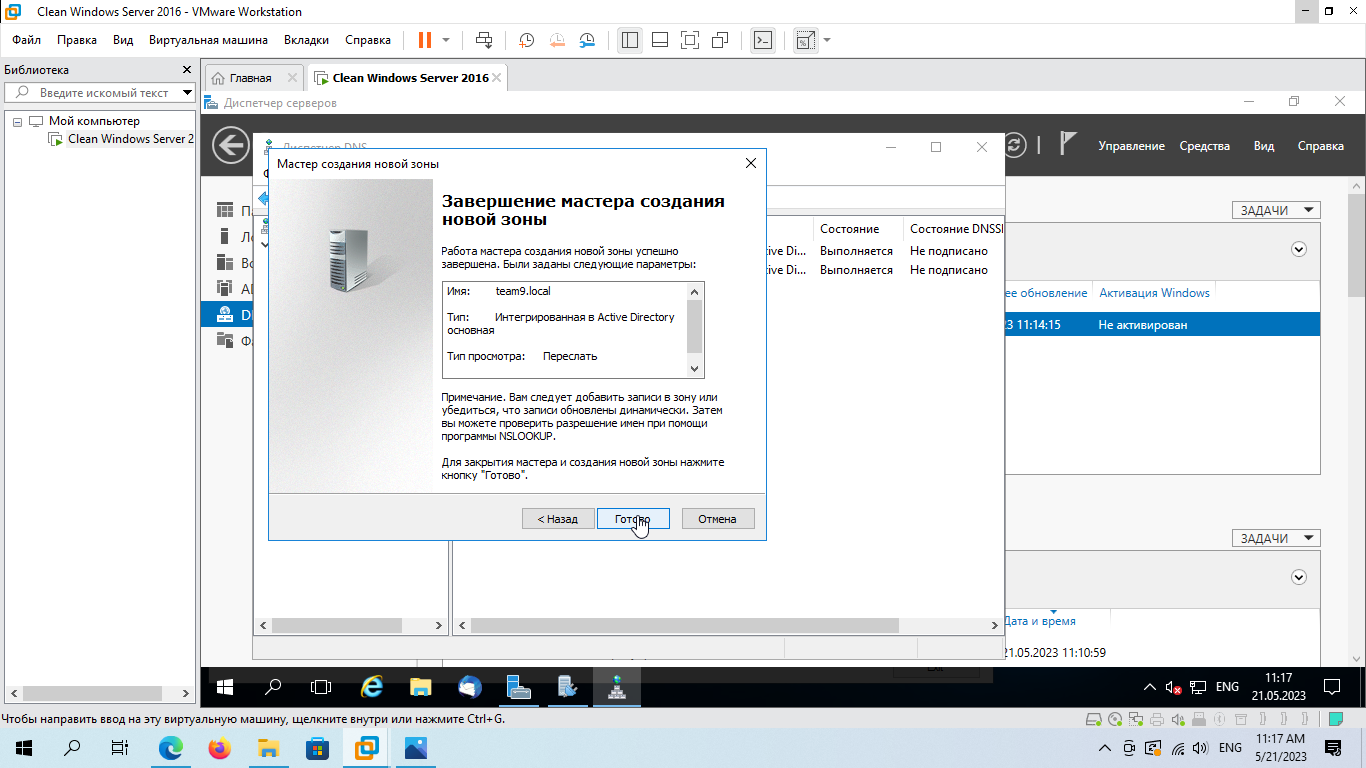 Clean Windows Server 2016 - VMware Workstation
Файл Правка Вид Виртуальная машина Вкладки Справка
Библиотека
Введите искомый текст
Мой компьютер
Clean Windows Server 2
Главная
Clean Windows Server 2016
Диспетчер серверов
Управление Средства Вид Справка
Диспетчер DNS
Мастер создания новой зоны
Завершение мастера создания
новой зоны
Работа мастера создания новой зоны успешно
завершена. Были заданы следующие параметры:
Имя: team9.local
Тип: Интегрированная в Active Directory
основная
Тип просмотра: Переслать
Примечание. Вам следует добавить записи в зону или
убедиться, что записи обновлены динамически. Затем
вы можете проверить разрешение имен при помощи
программы NSLOOKUP.
Для закрытия мастера и создания новой зоны нажмите
кнопку "Готово".
< Назад Готово Отмена
Состояние Состояние DNSS
tive Di... Выполняется Не подписано
tive Di... Выполняется Не подписано
ЗАДАЧИ
ее обновление Активация Windows
23 11:14:15 Не активирован
ЗАДАЧИ
Дата и время
21.05.2023 11:10:59
ENG
11:17
21.05.2023
Чтобы направить ввод на эту виртуальную машину, щелкните внутри или нажмите Ctrl+G.
ENG
11:17 AM
5/21/2023